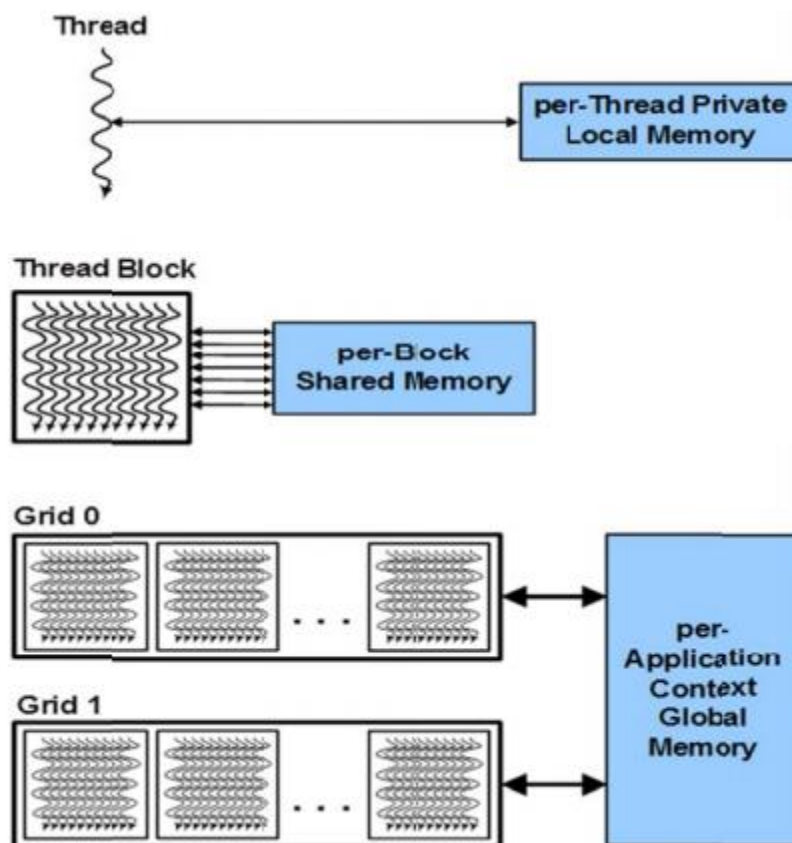 Thread
per-Thread Private
Local Memory
Thread Block
per-Block
Shared Memory
Grid 0
. . .
per-
Application
Context
Global
Memory
Grid 1
. . .